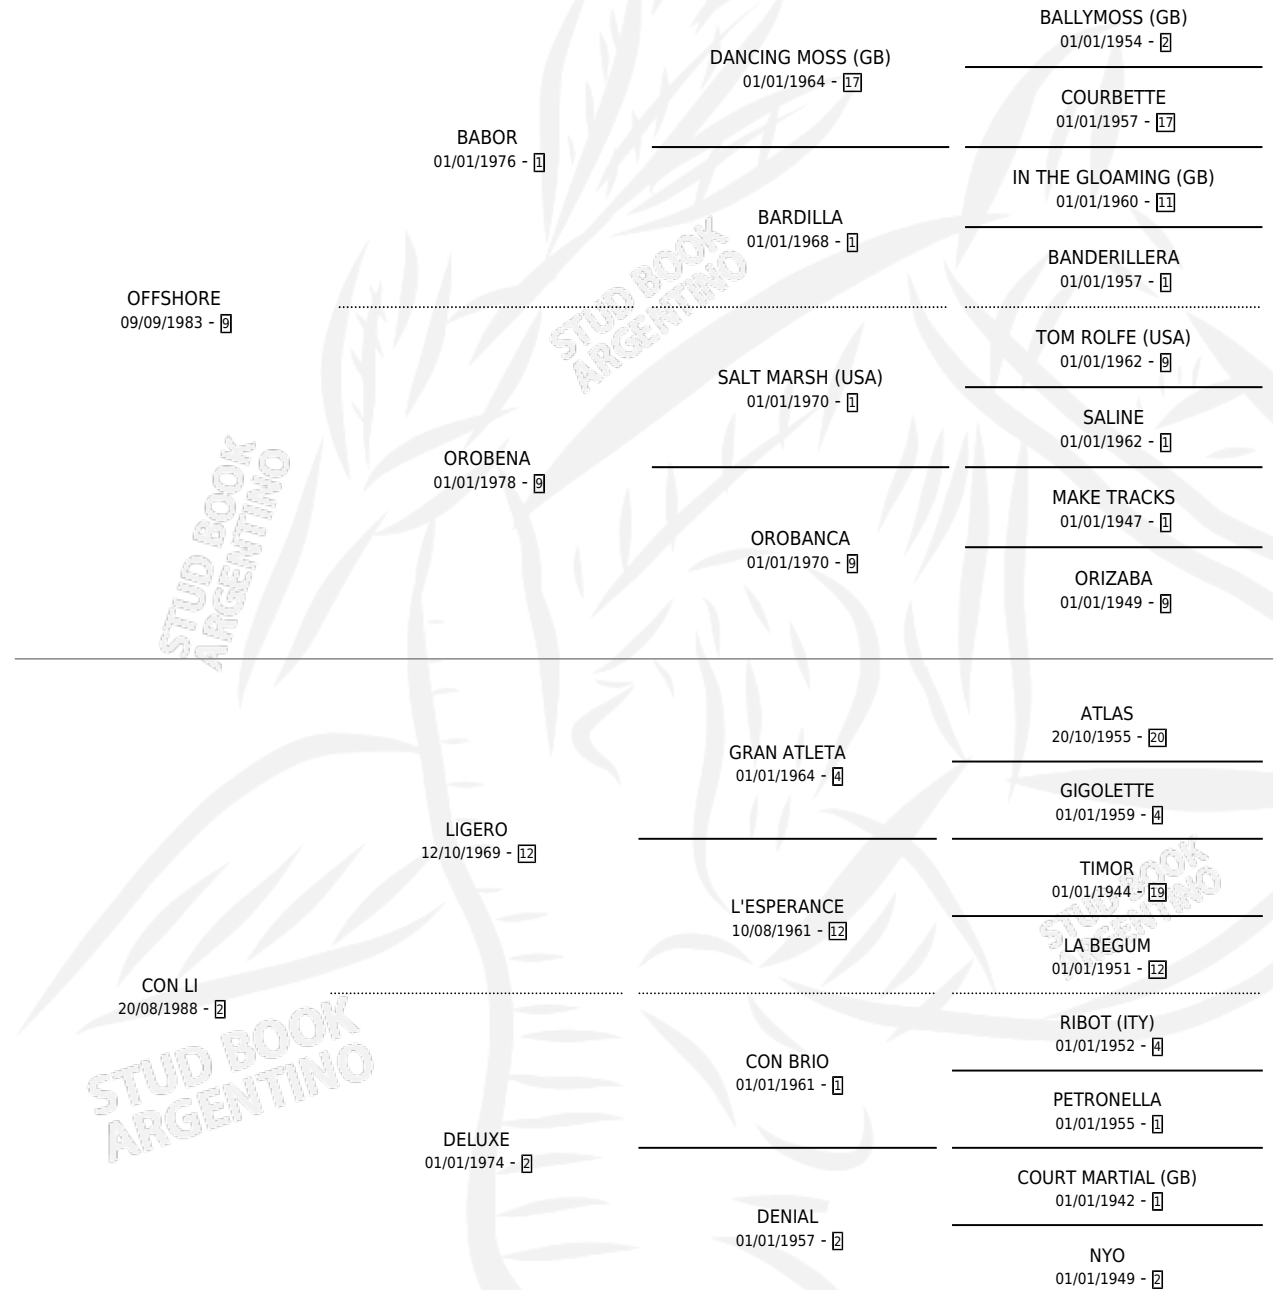 BALLYMOSS (GB)
01/01/1954 - 2
DANCING MOSS (GB)
01/01/1964 - 17
COURBETTE
01/01/1957 - 17
BABOR
01/01/1976 - 1
IN THE GLOAMING (GB)
01/01/1960 - 11
BARDILLA
01/01/1968 - 1
BANDERILLERA
01/01/1957 - 1
OFFSHORE
09/09/1983 - 9
STUD BOOK
ARGENTINO
TOM ROLFE (USA)
01/01/1962 - 9
SALT MARSH (USA)
01/01/1970 - 1
SALINE
01/01/1962 - 1
OROBENA
01/01/1978 - 9
MAKE TRACKS
01/01/1947 - 1
OROBANCA
01/01/1970 - 9
ORIZABA
01/01/1949 - 9
STUD BOOK
ARGENTINO
ATLAS
20/10/1955 - 20
GRAN ATLETA
01/01/1964 - 4
GIGOLETTE
01/01/1959 - 4
LIGERO
12/10/1969 - 12
TIMOR
01/01/1944 - 19
L'ESPERANCE
10/08/1961 - 12
LA BEGUM
01/01/1951 - 12
STUD BOOK
ARGENTINO
CON LI
20/08/1988 - 2
RIBOT (ITY)
01/01/1952 - 4
CON BRIO
01/01/1961 - 1
PETRONELLA
01/01/1955 - 1
STUD BOOK
ARGENTINO
DELUXE
01/01/1974 - 2
COURT MARTIAL (GB)
01/01/1942 - 1
DENIAL
01/01/1957 - 2
NYO
01/01/1949 - 2